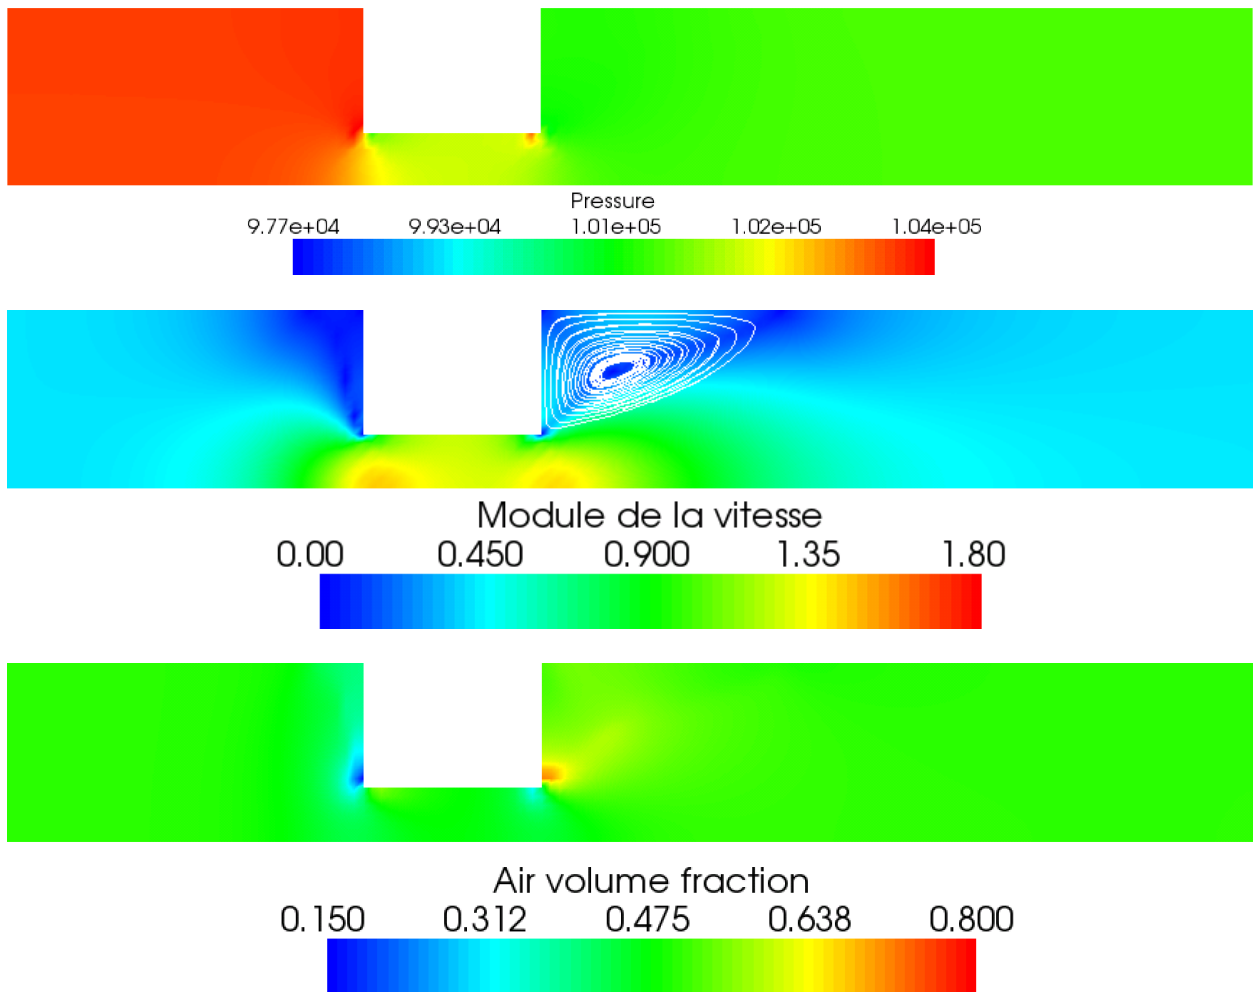 Pressure
9.77e+04 9.93e+04 1.01e+05 1.02e+05 1.04e+05
Module de la vitesse
0.00 0.450 0.900 1.35 1.80
Air volume fraction
0.150 0.312 0.475 0.638 0.800